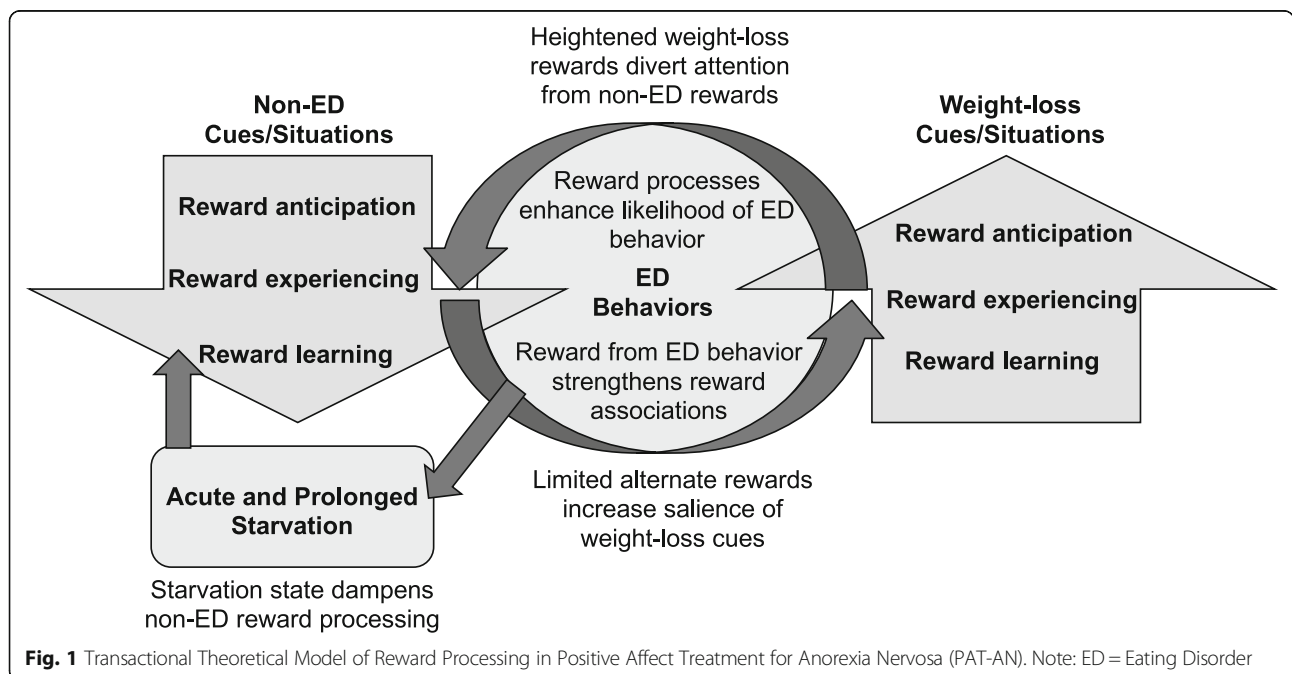 Heightened weight-loss
rewards divert attention
from non-ED rewards
Non-ED
Cues/Situations
Reward anticipation
Reward experiencing
Reward learning
Weight-loss
Cues/Situations
Reward anticipation
Reward experiencing
Reward learning
Reward processes
enhance likelihood of ED
behavior
ED
Behaviors
Reward from ED behavior
strengthens reward
associations
Acute and Prolonged
Starvation
Starvation state dampens
non-ED reward processing
Limited alternate rewards
increase salience of
weight-loss cues
Fig. 1 Transactional Theoretical Model of Reward Processing in Positive Affect Treatment for Anorexia Nervosa (PAT-AN). Note: ED = Eating Disorder